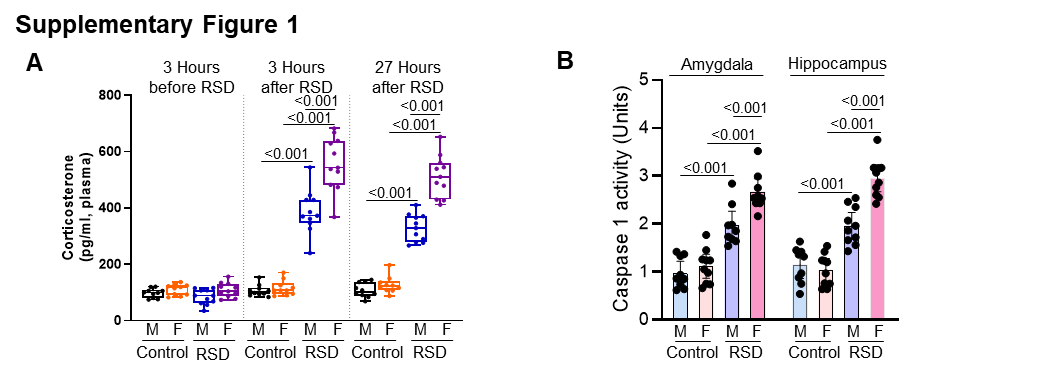 Supplementary Figure 1
A
3 Hours
before RSD
3 Hours
after RSD
27 Hours
after RSD
Corticosterone
(pg/ml, plasma)
800
600
400
200
0
<0.001
<0.001
<0.001
<0.001
<0.001
<0.001
M F M F M F M F M F M F
Control RSD Control RSD Control RSD
B
Amygdala Hippocampus
Caspase 1 activity (Units)
5
4
3
2
1
0
<0.001
<0.001
<0.001
<0.001
<0.001
<0.001
M F M F M F M F
Control RSD Control RSD